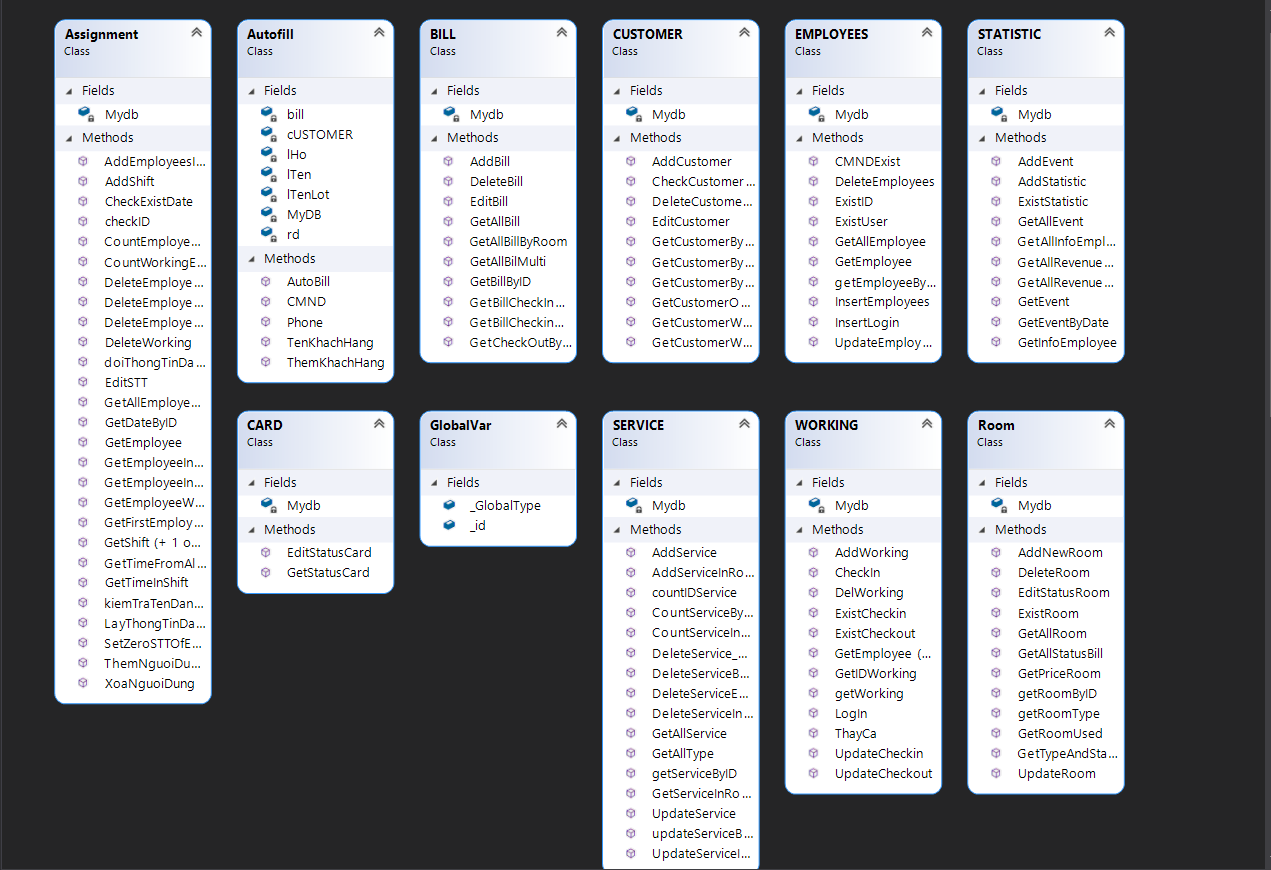 Assignment
Class
Fields
Mydb
Methods
AddEmployeesI...
AddShift
CheckExistDate
checkID
CountEmploye...
CountWorkingE...
DeleteEmploye...
DeleteEmploye...
DeleteEmploye...
DeleteWorking
doiThongTinDa...
EditSTT
GetAllEmploye...
GetDateByID
GetEmployee
GetEmployeeIn...
GetEmployeeIn...
GetEmployeeW...
GetFirstEmploy...
GetShift (+ 1 o...
GetTimeFromAl...
GetTimeInShift
kiemTraTenDan...
LayThongTinDa...
SetZeroSTTOfE...
ThemNguoiDu...
XoaNguoiDung
Autofill
Class
Fields
bill
cUSTOMER
lHo
lTen
lTenLot
MyDB
rd
Methods
AutoBill
CMND
Phone
TenKhachHang
ThemKhachHang
BILL
Class
Fields
Mydb
Methods
AddBill
DeleteBill
EditBill
GetAllBill
GetAllBillByRoom
GetAllBilMulti
GetBillByID
GetBillCheckIn...
GetBillCheckin...
GetCheckOutBy...
CUSTOMER
Class
Fields
Mydb
Methods
AddCustomer
CheckCustomer...
DeleteCustome...
EditCustomer
GetCustomerBy...
GetCustomerBy...
GetCustomerBy...
GetCustomerO...
GetCustomerW...
GetCustomerW...
EMPLOYEES
Class
Fields
Mydb
Methods
CMNDExist
DeleteEmployees
ExistID
ExistUser
GetAllEmployee
GetEmployee
getEmployeeBy...
InsertEmployees
InsertLogin
UpdateEmploy...
STATISTIC
Class
Fields
Mydb
Methods
AddEvent
AddStatistic
ExistStatistic
GetAllEvent
GetAllInfoEmpl...
GetAllRevenue...
GetAllRevenue...
GetEvent
GetEventByDate
GetInfoEmployee
CARD
Class
Fields
Mydb
Methods
EditStatusCard
GetStatusCard
GlobalVar
Class
Fields
_GlobalType
_id
SERVICE
Class
Fields
Mydb
Methods
AddService
AddServiceInRo...
countIDService
CountServiceBy...
CountServiceIn...
DeleteService_...
DeleteServiceB...
DeleteServiceE...
DeleteServiceIn...
GetAllService
GetAllType
getServiceByID
GetServiceInRo...
UpdateService
updateServiceB...
UpdateServiceI...
WORKING
Class
Fields
Mydb
Methods
AddWorking
CheckIn
DelWorking
ExistCheckin
ExistCheckout
GetEmployee (...
GetIDWorking
getWorking
LogIn
ThayCa
UpdateCheckin
UpdateCheckout
Room
Class
Fields
Mydb
Methods
AddNewRoom
DeleteRoom
EditStatusRoom
ExistRoom
GetAllRoom
GetAllStatusBill
GetPriceRoom
getRoomByID
getRoomType
GetRoomUsed
GetTypeAndSta...
UpdateRoom